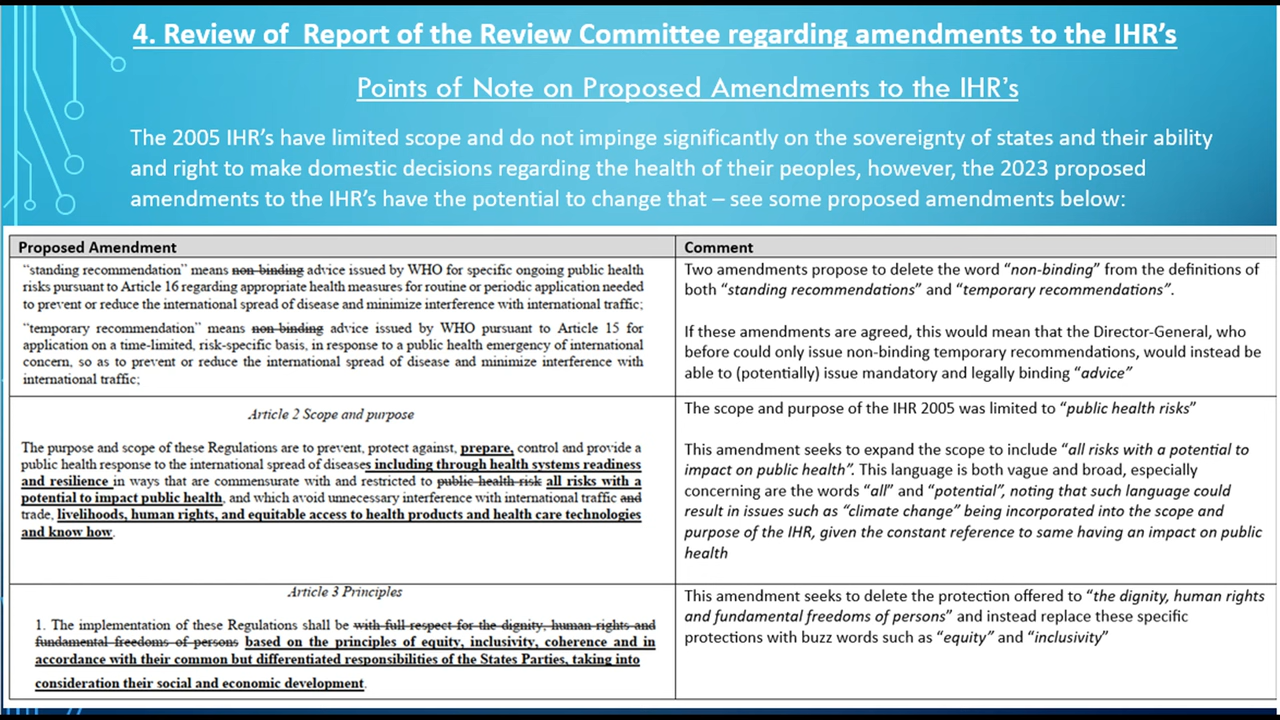 4. Review of Report of the Review Committee regarding amendments to the IHR's
Points of Note on Proposed Amendments to the IHR's
The 2005 IHR's have limited scope and do not impinge significantly on the sovereignty of states and their ability
and right to make domestic decisions regarding the health of their peoples, however, the 2023 proposed
amendments to the IHR's have the potential to change that – see some proposed amendments below:
Proposed Amendment
Comment
"standing recommendation" means non-binding advice issued by WHO for specific ongoing public health
risks pursuant to Article 16 regarding appropriate health measures for routine or periodic application needed
to prevent or reduce the international spread of disease and minimize interference with international traffic;
"temporary recommendation" means non-binding advice issued by WHO pursuant to Article 15 for
application on a time-limited, risk-specific basis, in response to a public health emergency of international
concern, so as to prevent or reduce the international spread of disease and minimize interference with
international traffic;
Two amendments propose to delete the word "non-binding" from the definitions of
both "standing recommendations" and "temporary recommendations".
If these amendments are agreed, this would mean that the Director-General, who
before could only issue non-binding temporary recommendations, would instead be
able to (potentially) issue mandatory and legally binding "advice"
Article 2 Scope and purpose
The purpose and scope of these Regulations are to prevent, protect against, prepare, control and provide a
public health response to the international spread of diseases including through health systems readiness
and resilience in ways that are commensurate with and restricted to public health risk all risks with a
potential to impact public health, and which avoid unnecessary interference with international traffic and
trade, livelihoods, human rights, and equitable access to health products and health care technologies
and know how.
The scope and purpose of the IHR 2005 was limited to "public health risks"
This amendment seeks to expand the scope to include "all risks with a potential to
impact on public health". This language is both vague and broad, especially
concerning are the words "all" and "potential", noting that such language could
result in issues such as "climate change" being incorporated into the scope and
purpose of the IHR, given the constant reference to same having an impact on public
health
Article 3 Principles
1. The implementation of these Regulations shall be with full respect for the dignity, human rights and
fundamental freedoms of persons based on the principles of equity, inclusivity, coherence and in
accordance with their common but differentiated responsibilities of the States Parties, taking into
consideration their social and economic development.
This amendment seeks to delete the protection offered to "the dignity, human rights
and fundamental freedoms of persons" and instead replace these specific
protections with buzz words such as "equity" and "inclusivity"